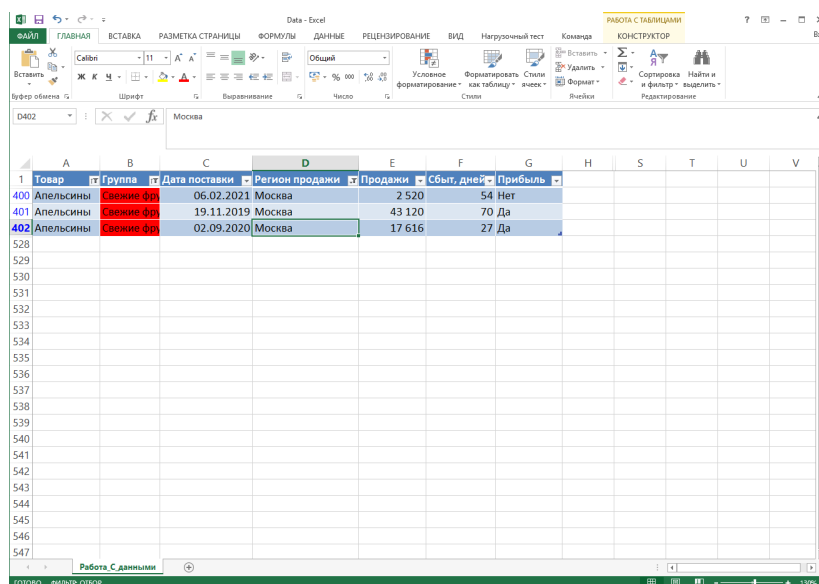 Data - Excel
РАБОТА С ТАБЛИЦАМИ
ФАЙЛ ГЛАВНАЯ ВСТАВКА РАЗМЕТКА СТРАНИЦЫ ФОРМУЛЫ ДАННЫЕ РЕЦЕНЗИРОВАНИЕ ВИД Нагрузочный тест Команда КОНСТРУКТОР
Вставить
Calibri 11
Ж К Ч
Общий
Условное форматирование
Форматировать как таблицу
Стили ячеек
Вставить
Удалить
Формат
Сортировка и фильтр
Найти и выделить
Буфер обмена Шрифт Выравнивание Число Стили Ячейки Редактирование
D402 fx Москва
A B C D E F G H S T U V
1 Товар Группа Дата поставки Регион продажи Продажи Сбыт, дней Прибыль
400 Апельсины Свежие фру 06.02.2021 Москва 2 520 54 Нет
401 Апельсины Свежие фру 19.11.2019 Москва 43 120 70 Да
402 Апельсины Свежие фру 02.09.2020 Москва 17 616 27 Да
528
529
530
531
532
533
534
535
536
537
538
539
540
541
542
543
544
545
546
547
Работа_С_данными
ГОТОВО ФИЛЬТР: ОТБОР 130%